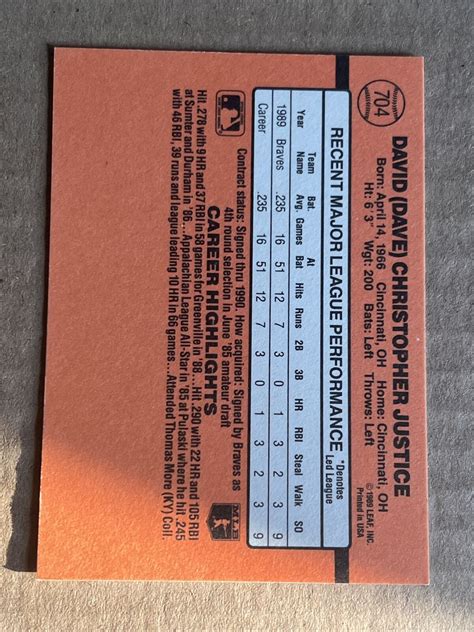 704
DAVID (DAVE) CHRISTOPHER JUSTICE
Born: April 14, 1966 Cincinnati, OH Home: Cincinnati, OH
Ht: 6' 3" Wgt: 200 Bats: Left Throws: Left
© 1989 LEAF, INC.
Printed in USA
RECENT MAJOR LEAGUE PERFORMANCE
*Denotes
Led League
Team Bat. At
Year Name Avg. Games Bat Hits Runs 2B 3B HR RBI Steal Walk SO
1989 Braves .235 16 51 12 7 3 0 1 3 2 3 9
Career .235 16 51 12 7 3 0 1 3 2 3 9
Contract status: Signed thru 1990 How acquired: Signed by Braves as
4th round selection in June '85 amateur draft
MLB
CAREER HIGHLIGHTS
Hit .278 with 9 HR and 37 RBI in 58 games for Greenville in '88...Hit .290 with 22 HR and 105 RBI
at Sumter and Durham in '86...Appalachian League All-Star in '85 at Pulaski where he hit .245
with 46 RBI, 39 runs and league leading 10 HR in 66 games...Attended Thomas More (KY) Coll.